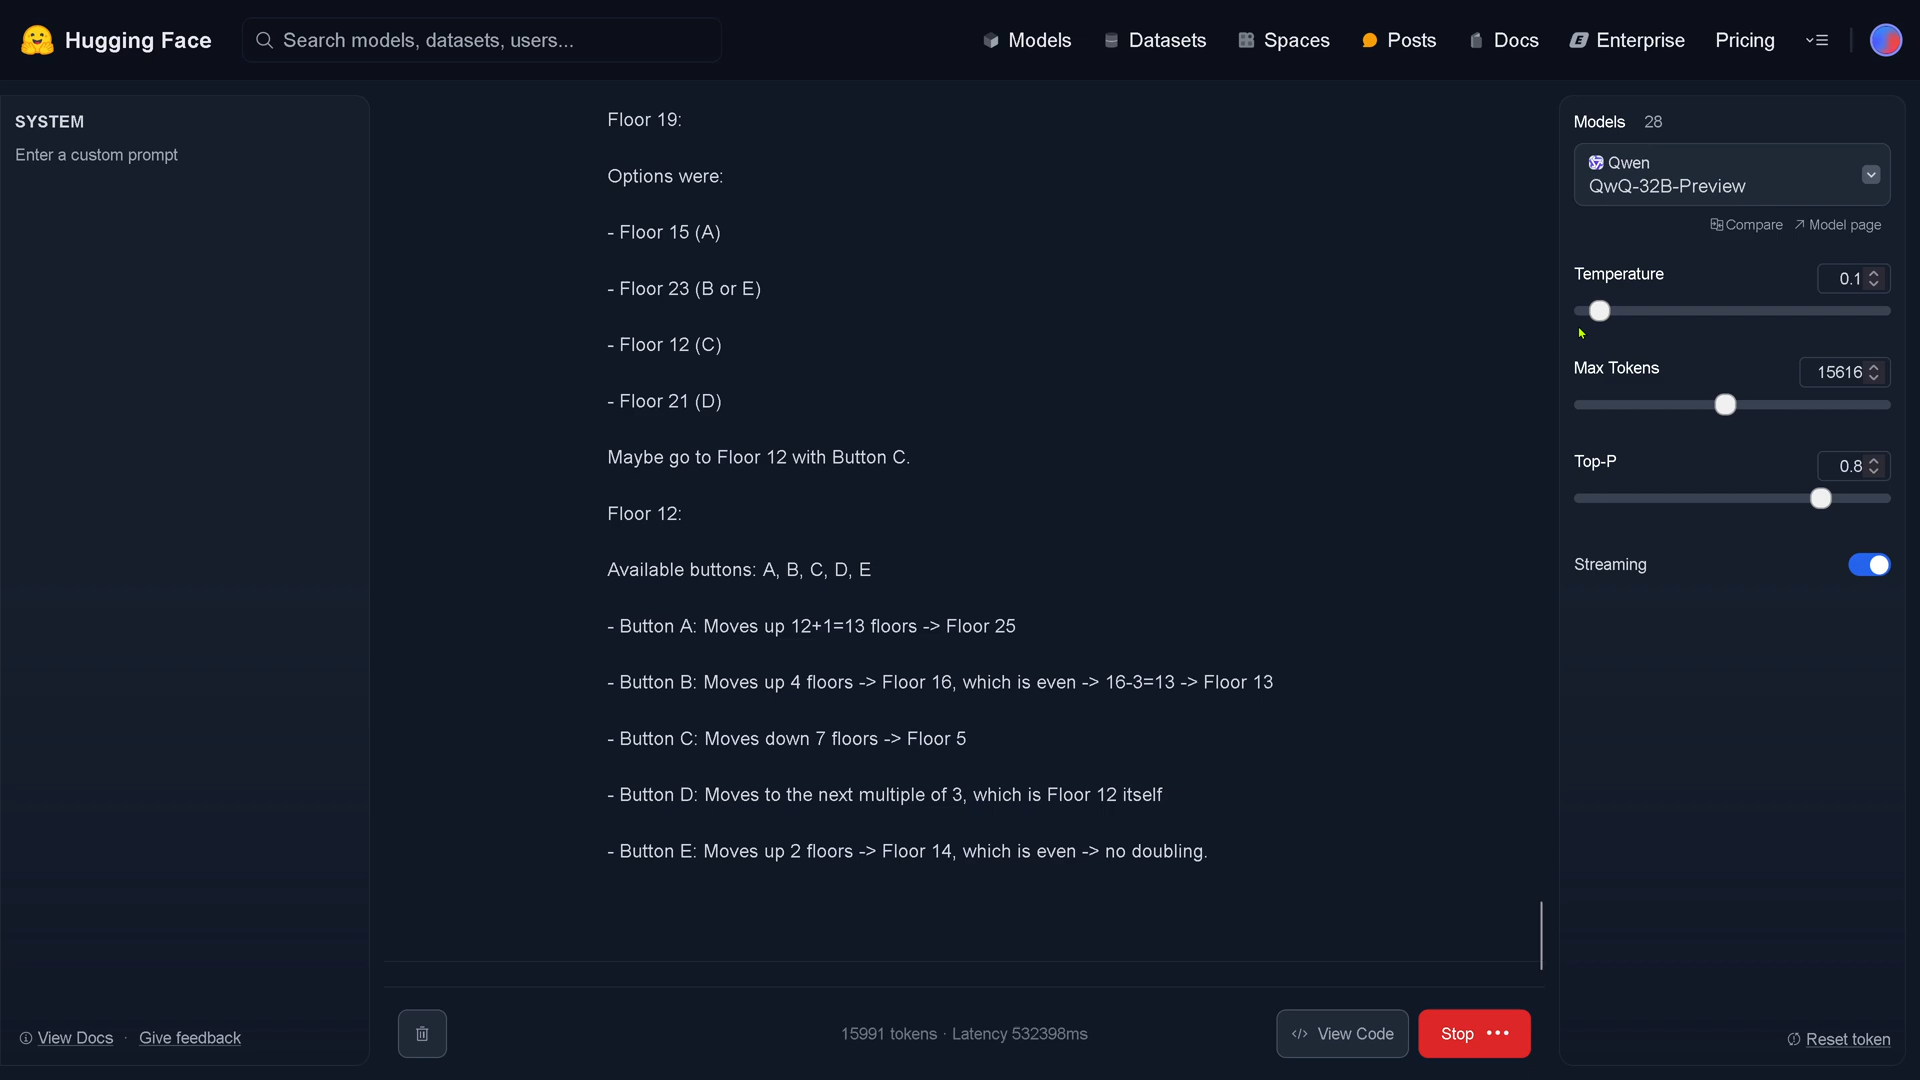 Hugging Face
Search models, datasets, users...
Models
Datasets
Spaces
Posts
Docs
Enterprise
Pricing
SYSTEM
Enter a custom prompt
Floor 19:
Options were:
- Floor 15 (A)
- Floor 23 (B or E)
- Floor 12 (C)
- Floor 21 (D)
Maybe go to Floor 12 with Button C.
Floor 12:
Available buttons: A, B, C, D, E
- Button A: Moves up 12+1=13 floors -> Floor 25
- Button B: Moves up 4 floors -> Floor 16, which is even -> 16-3=13 -> Floor 13
- Button C: Moves down 7 floors -> Floor 5
- Button D: Moves to the next multiple of 3, which is Floor 12 itself
- Button E: Moves up 2 floors -> Floor 14, which is even -> no doubling.
Models 28
Qwen
QwQ-32B-Preview
Compare
Model page
Temperature
0.1
Max Tokens
15616
Top-P
0.8
Streaming
View Docs · Give feedback
15991 tokens · Latency 532398ms
</> View Code
Stop •••
Reset token